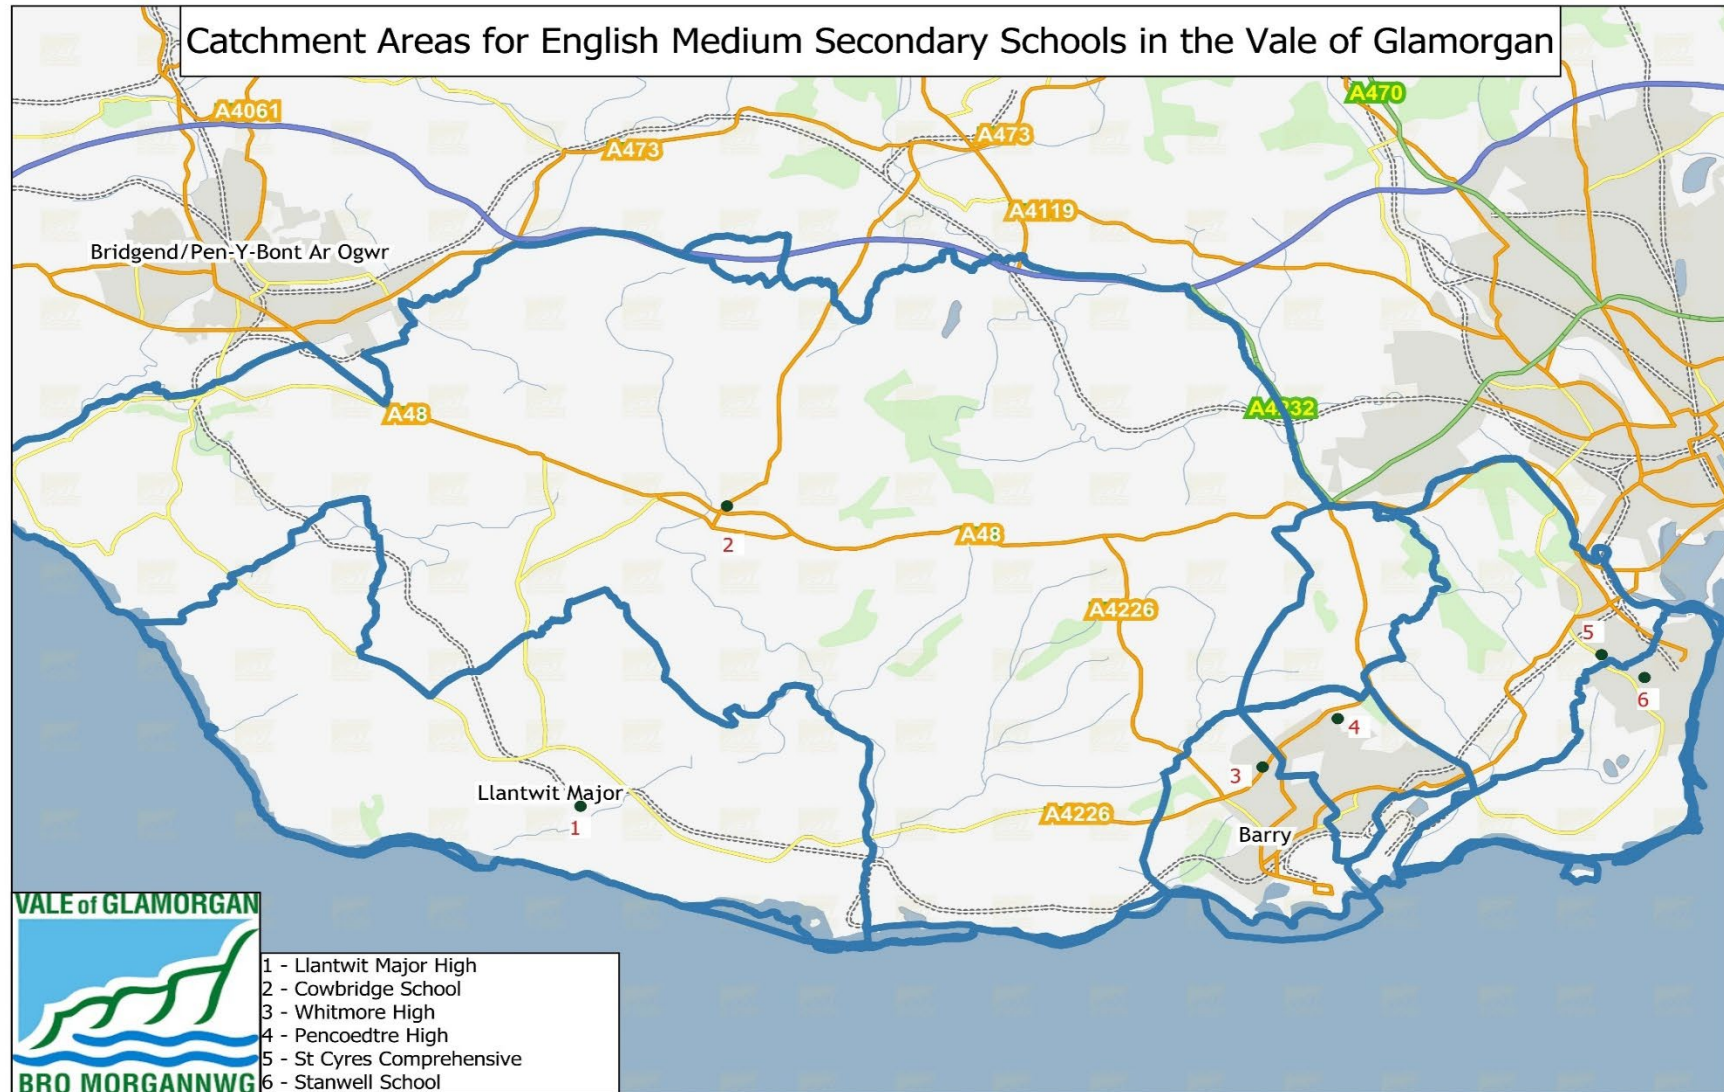 Catchment Areas for English Medium Secondary Schools in the Vale of Glamorgan
A470
A4061
A473
A473
A4119
Bridgend/Pen-Y-Bont Ar Ogwr
A48
A4232
2
A48
A4226
5
6
4
3
Llantwit Major
1
A4226
Barry
VALE of GLAMORGAN
BRO MORGANNWG
1 - Llantwit Major High
2 - Cowbridge School
3 - Whitmore High
4 - Pencoedtre High
5 - St Cyres Comprehensive
6 - Stanwell School